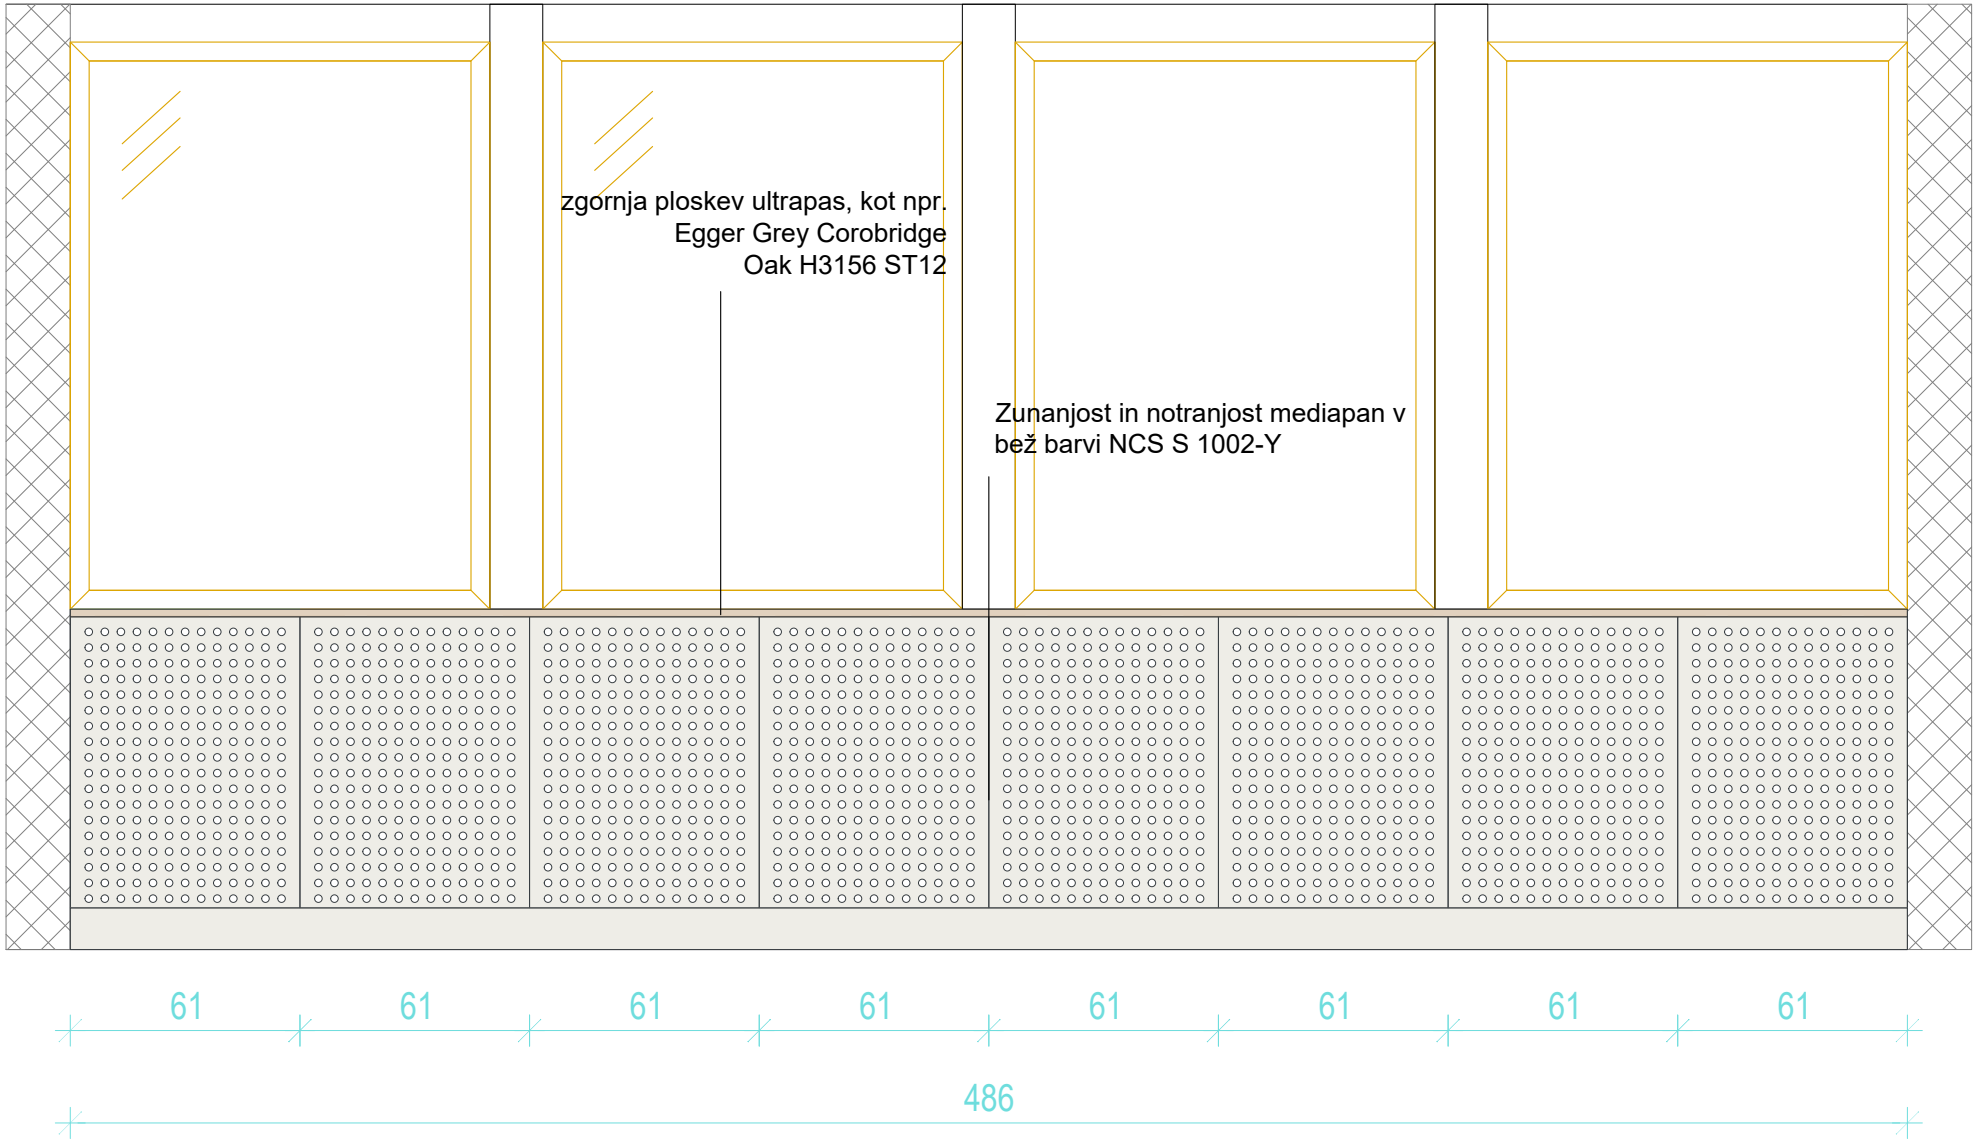 zgornja ploskev ultrapas, kot npr.
Egger Grey Corobridge
Oak H3156 ST12
Zunanjost in notranjost mediapan v
bež barvi NCS S 1002-Y
61 61 61 61 61 61 61 61
486